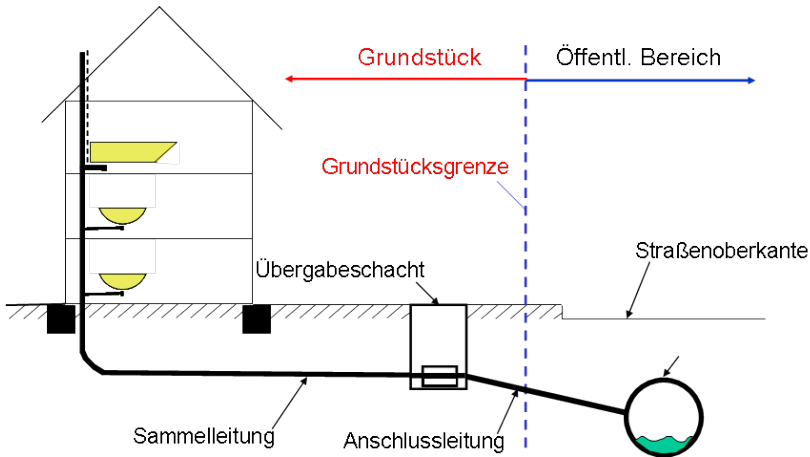 Grundstück
Öffentl. Bereich
Grundstücksgrenze
Übergabeschacht
Straßenoberkante
Sammelleitung
Anschlussleitung